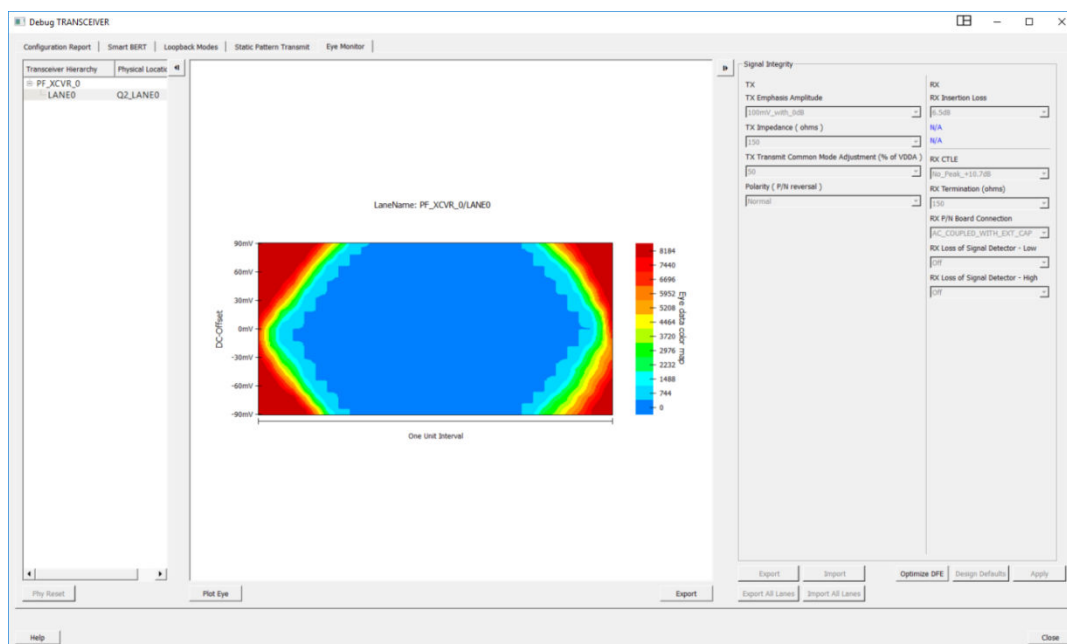 Debug TRANSCEIVER
Configuration Report Smart BERT Loopback Modes Static Pattern Transmit Eye Monitor
Transceiver Hierarchy Physical Locatic
PF_XCVR_0
LANE0 Q2_LANE0
Phy Reset
LaneName: PF_XCVR_0/LANE0
90mV
60mV
30mV
0mV
-30mV
-60mV
-90mV
DC-Offset
One Unit Interval
8184
7440
6696
5952
5208
4464
3720
2976
2232
1488
744
0
Eye data color map
Plot Eye Export
Signal Integrity
TX
TX Emphasis Amplitude
100mV_with_0dB
TX Impedance ( ohms )
150
TX Transmit Common Mode Adjustment (% of VDDA )
50
Polarity ( P/N reversal )
Normal
RX
RX Insertion Loss
6.5dB
N/A
N/A
RX CTLE
No_Peak_+10.7dB
RX Termination (ohms)
150
RX P/N Board Connection
AC_COUPLED_WITH_EXT_CAP
RX Loss of Signal Detector - Low
Off
RX Loss of Signal Detector - High
Off
Export Import Optimize DFE Design Defaults Apply
Export All Lanes Import All Lanes
Help Close